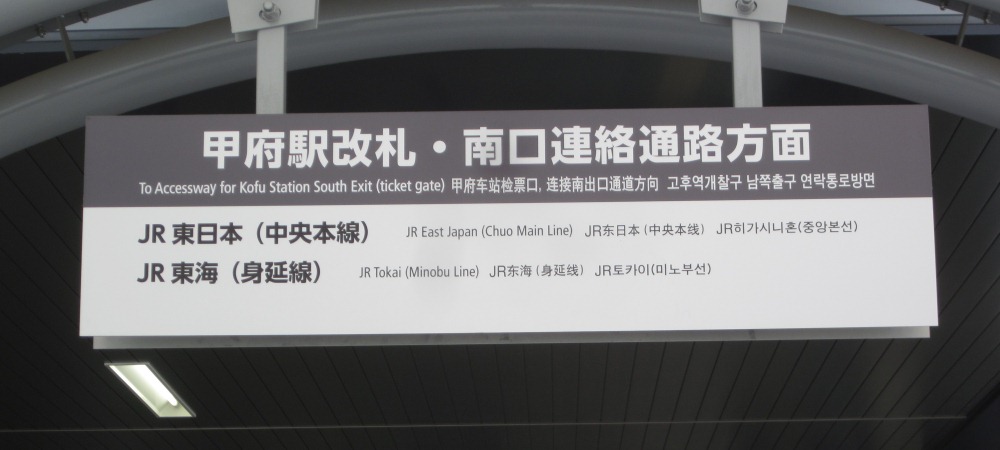 甲府駅改札・南口連絡通路方面
To Accessway for Kofu Station South Exit (ticket gate) 甲府车站检票口, 连接南出口通道方向 고후역개찰구 남쪽출구 연락통로방면
JR 東日本（中央本線） JR East Japan (Chuo Main Line) JR东日本 (中央本线) JR히가시니혼(중앙본선)
JR 東海（身延線） JR Tokai (Minobu Line) JR东海 (身延线) JR토카이(미노부선)